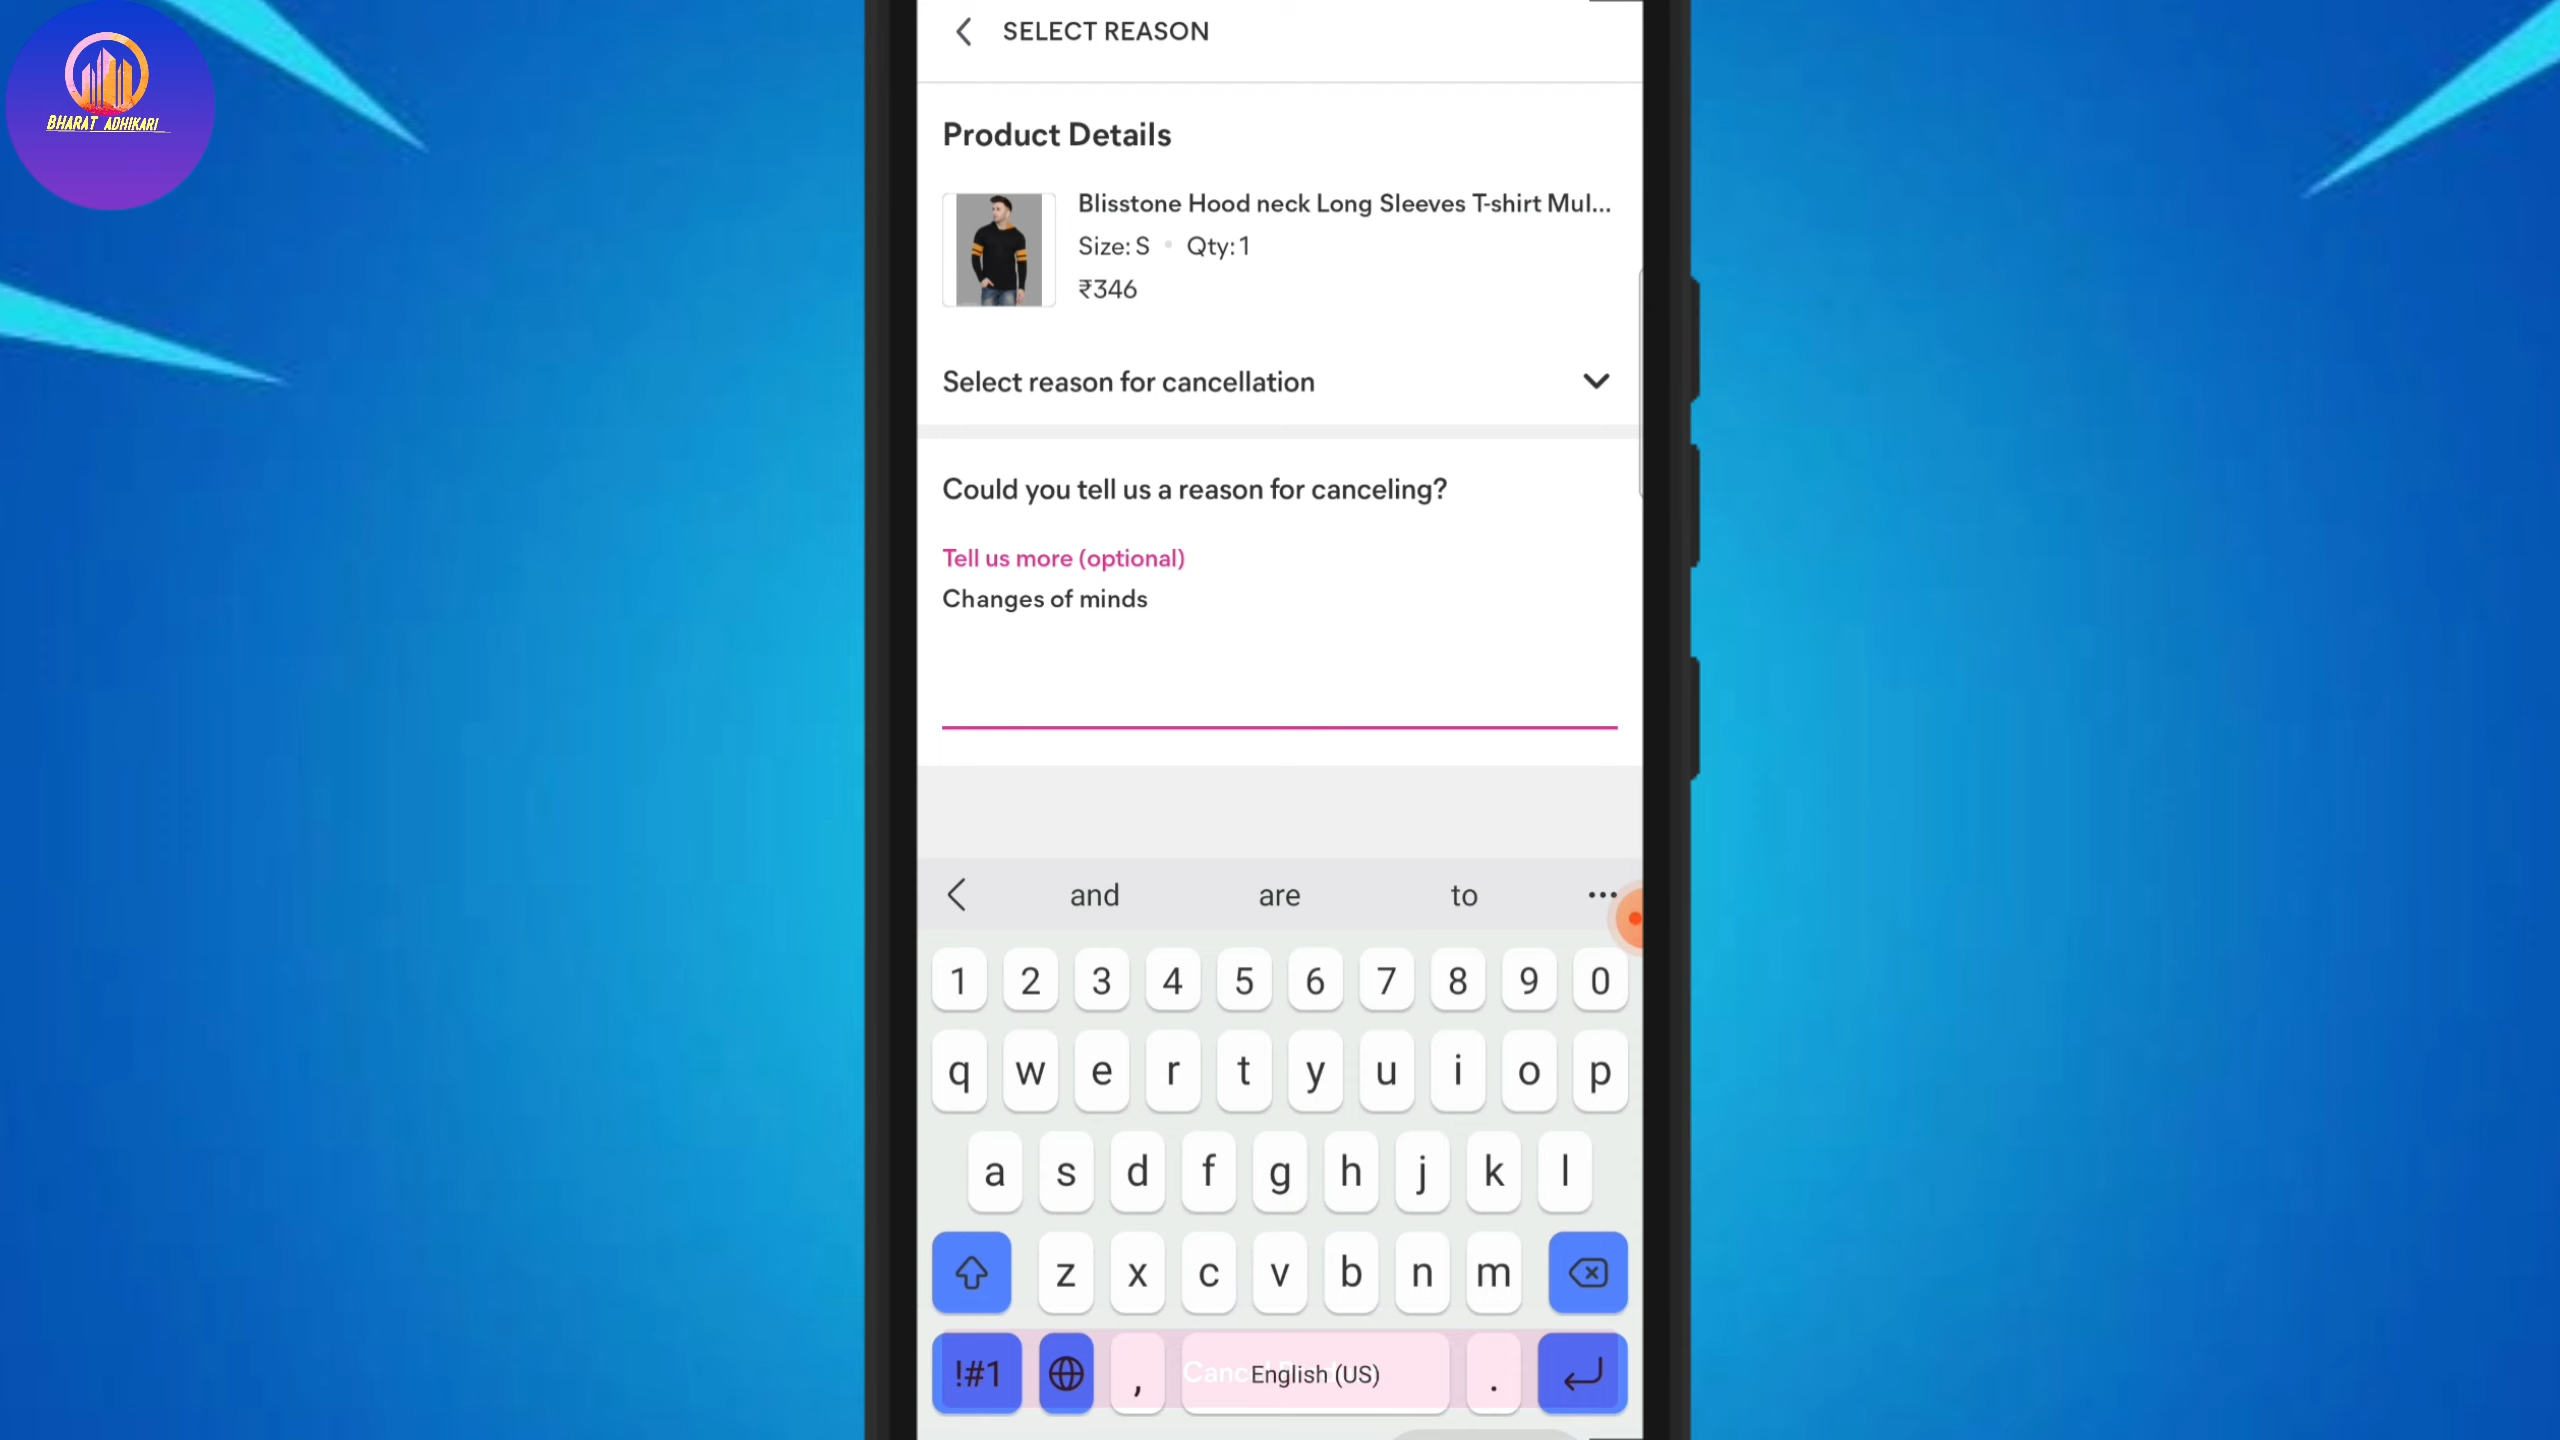 BHARAT ADHIKARI
SELECT REASON
Product Details
Blisstone Hood neck Long Sleeves T-shirt Mul...
Size: S • Qty:1
₹346
Select reason for cancellation
Could you tell us a reason for canceling?
Tell us more (optional)
Changes of minds
and are to ...
1 2 3 4 5 6 7 8 9 0
q w e r t y u i o p
a s d f g h j k l
z x c v b n m
!#1 , English (US) .